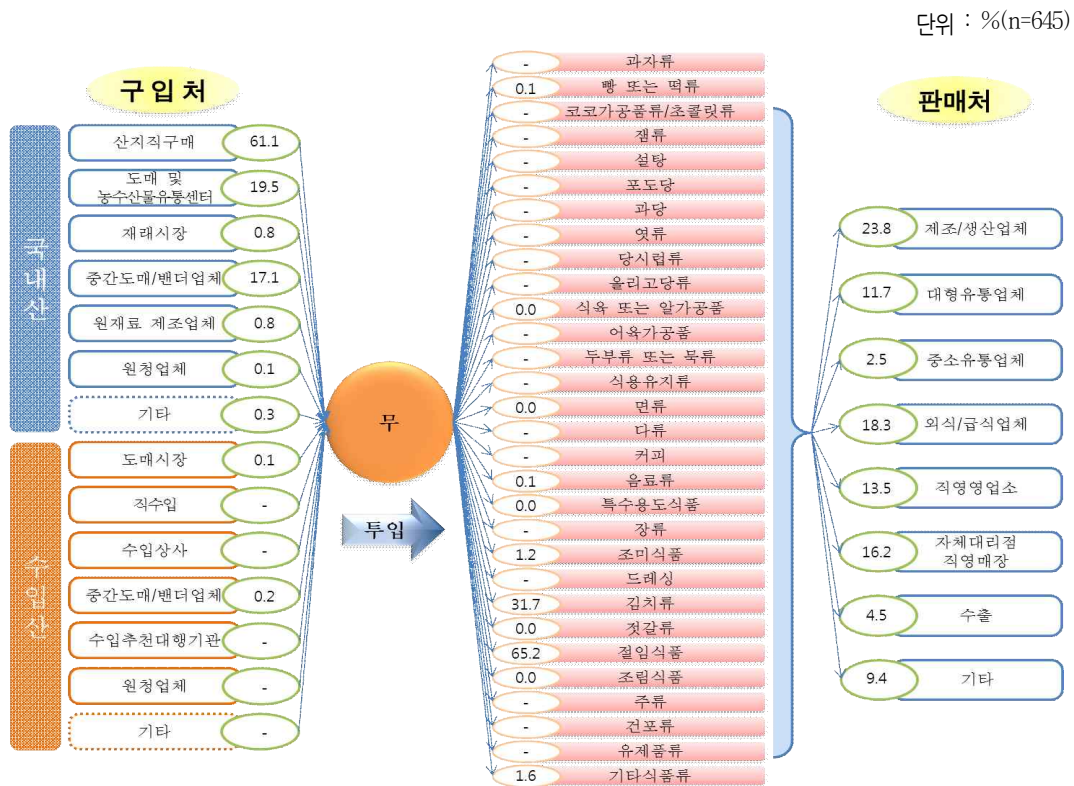 단위 : %(n=645)
구입처
국내산
산지직구매 61.1
도매 및
농수산물유통센터 19.5
재래시장 0.8
중간도매/밴더업체 17.1
원재료 제조업체 0.8
원청업체 0.1
기타 0.3
수입산
도매시장 0.1
직수입 -
수입상사 -
중간도매/밴더업체 0.2
수입추천대행기관 -
원청업체 -
기타 -
무
투입
- 과자류
0.1 빵 또는 떡류
- 코코가공품류/초콜릿류
- 잼류
- 설탕
- 포도당
- 과당
- 엿류
- 당시럽류
- 올리고당류
0.0 식육 또는 알가공품
- 어육가공품
- 두부류 또는 묵류
- 식용유지류
0.0 면류
- 다류
- 커피
0.1 음료류
0.0 특수용도식품
- 장류
1.2 조미식품
- 드레싱
31.7 김치류
0.0 젓갈류
65.2 절임식품
0.0 조림식품
- 주류
- 건포류
- 유제품류
1.6 기타식품류
판매처
23.8 제조/생산업체
11.7 대형유통업체
2.5 중소유통업체
18.3 외식/급식업체
13.5 직영영업소
16.2 자체대리점
직영매장
4.5 수출
9.4 기타